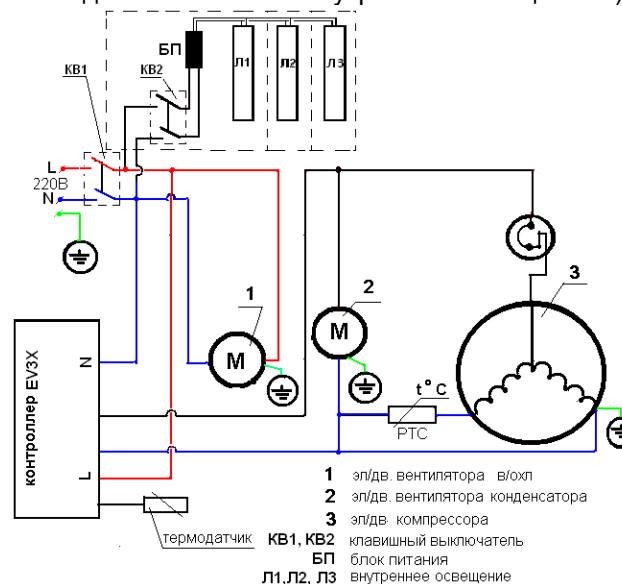 БП
Л1 Л2 Л3
КВ1
КВ2
L
220В
N
1
2
3
М
М
t°C
РТС
контроллер EV3X
N
L
термодатчик
1 эл/дв. вентилятора в/охл
2 эл/дв. вентилятора конденсатора
3 эл/дв. компрессора
КВ1, КВ2 клавишный выключатель
БП блок питания
Л1,Л2, Л3 внутреннее освещение